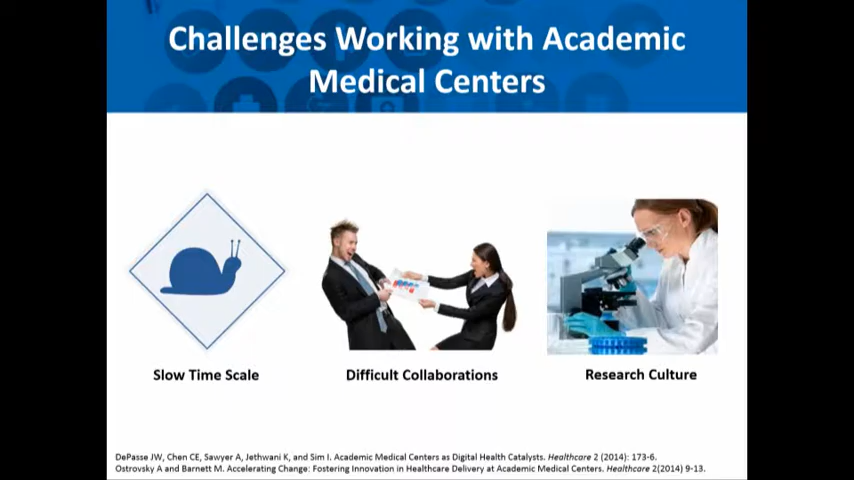 Challenges Working with Academic
Medical Centers
Slow Time Scale
Difficult Collaborations
Research Culture
DePasse JW, Chen CE, Sawyer A, Jethwani K, and Sim I. Academic Medical Centers as Digital Health Catalysts. Healthcare 2 (2014): 173-6.
Ostrovsky A and Barnett M. Accelerating Change: Fostering Innovation in Healthcare Delivery at Academic Medical Centers. Healthcare 2(2014) 9-13.